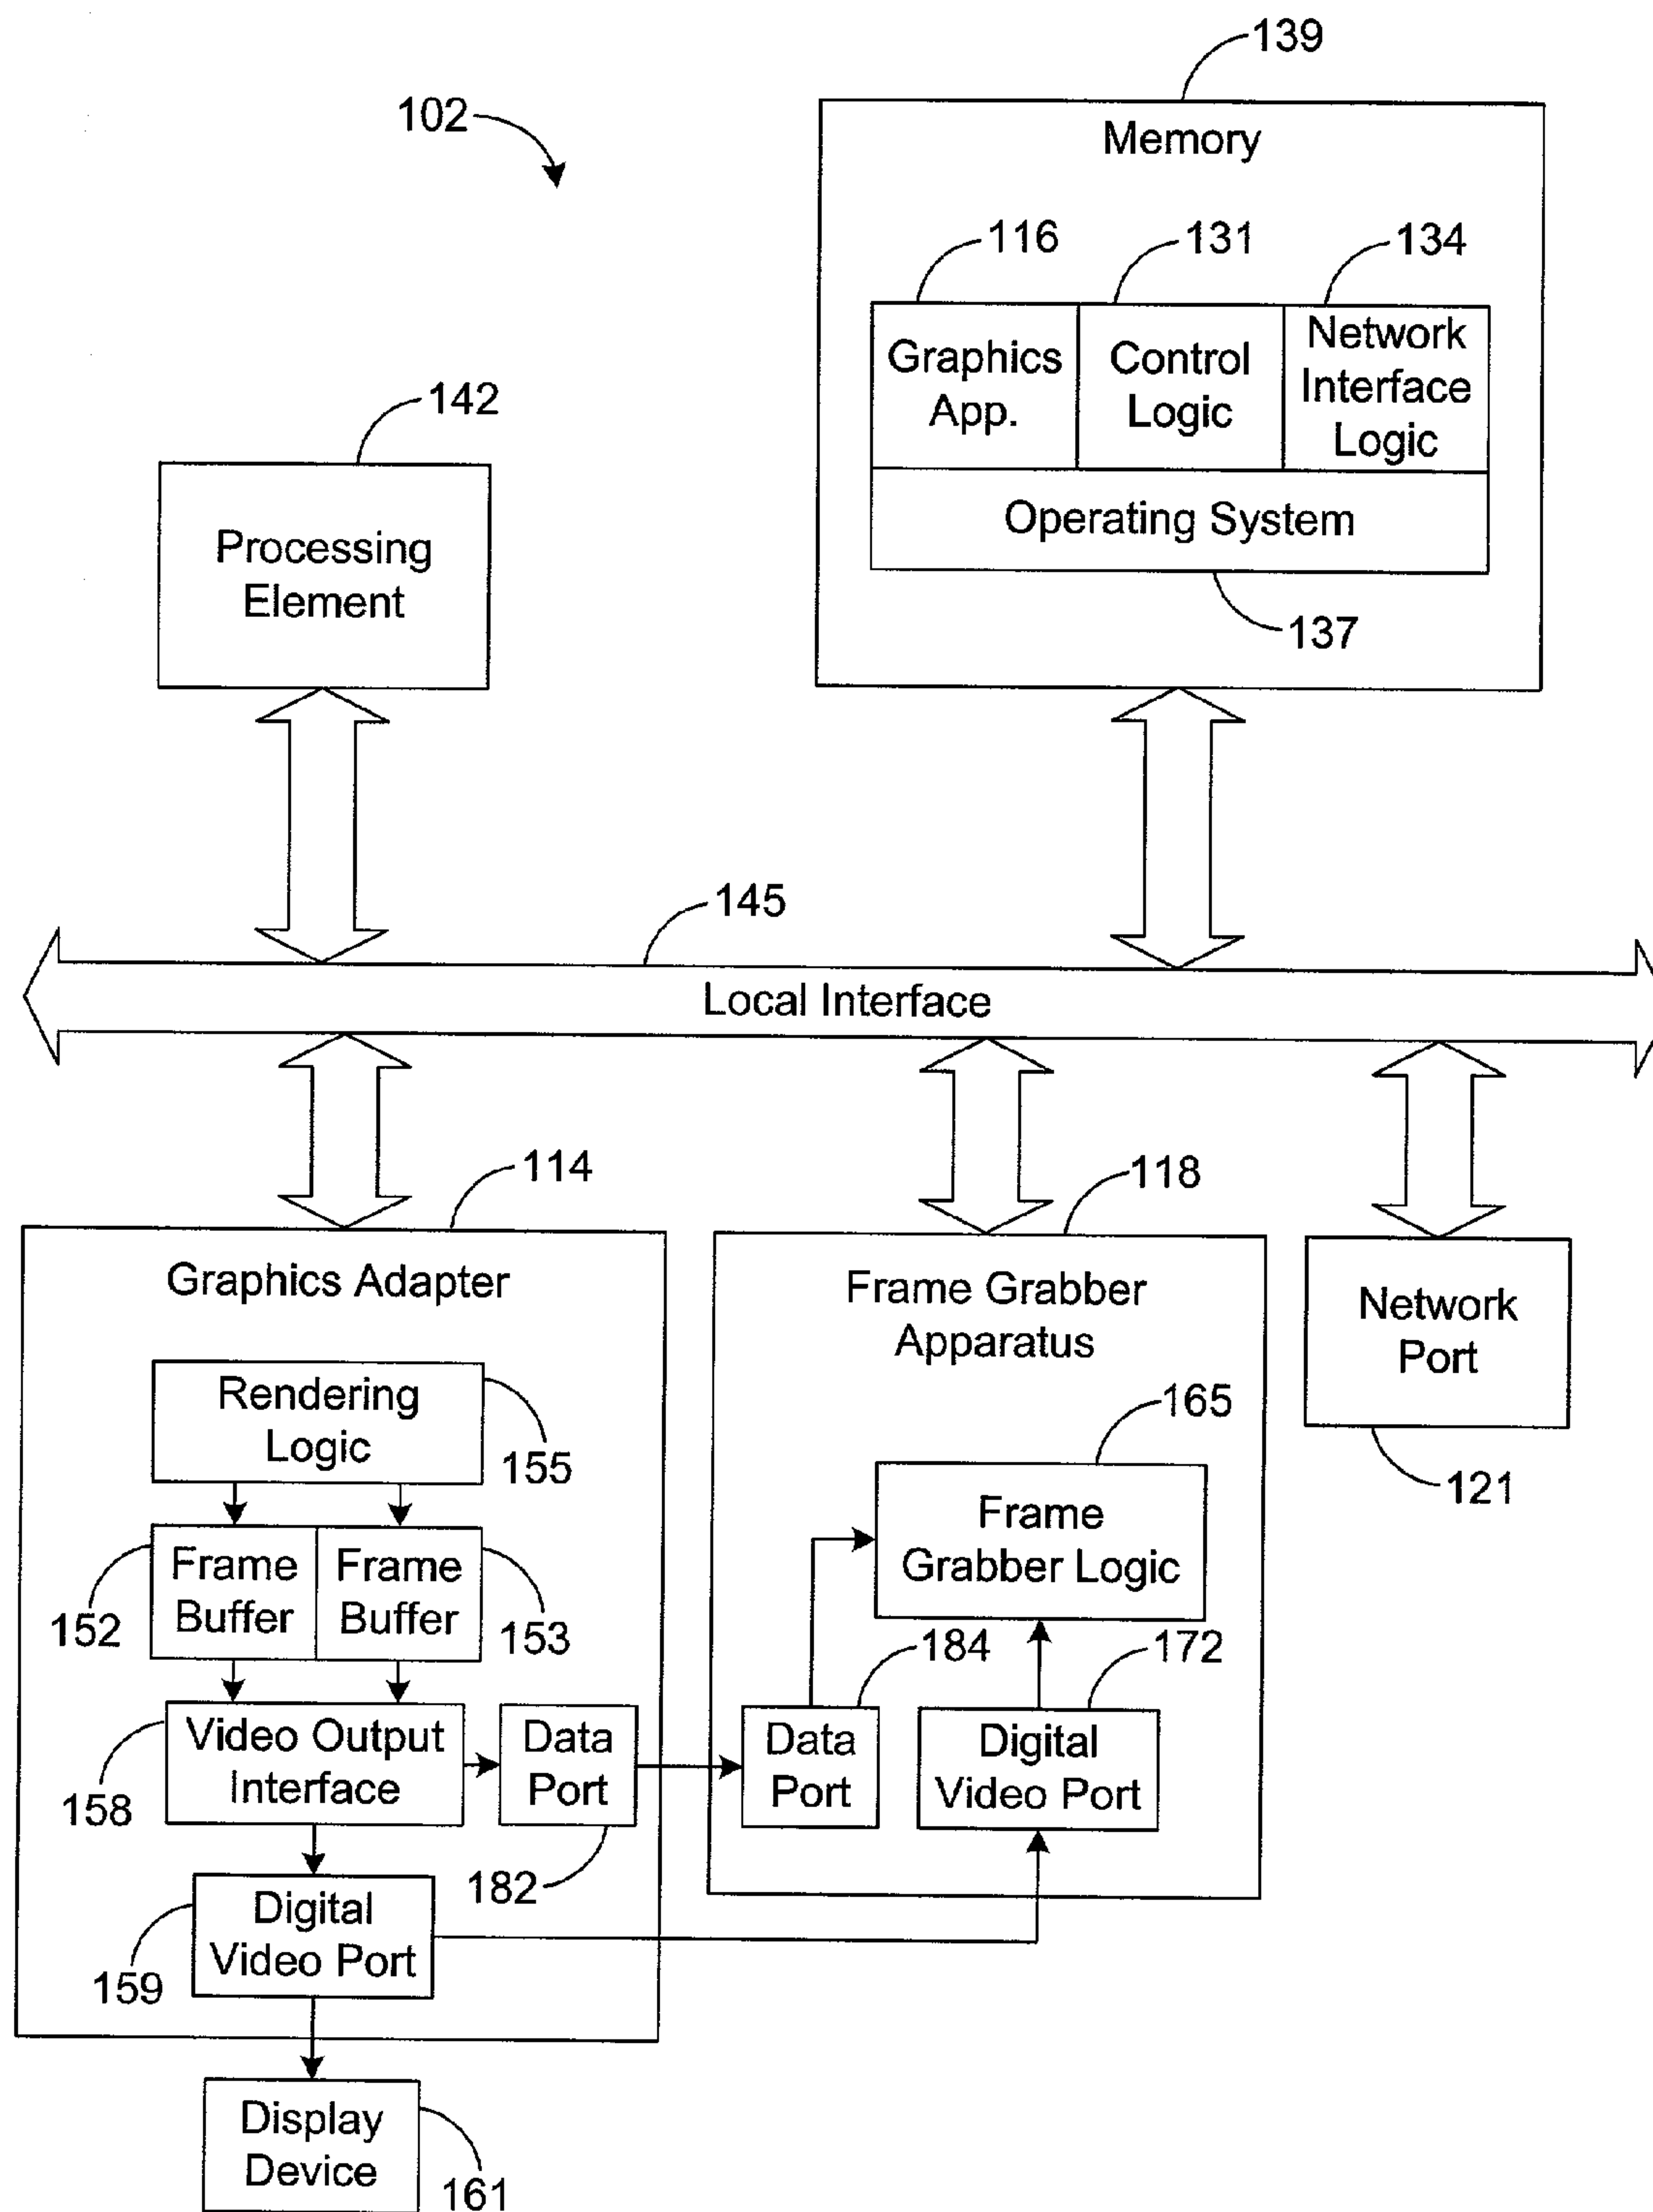 139
102
Memory
116
131
134
Graphics
App.
Control
Logic
Network
Interface
Logic
Operating System
137
142
Processing
Element
145
Local Interface
114
118
Graphics Adapter
Rendering
Logic
155
Frame
Buffer
Frame
Buffer
152
153
Video Output
Interface
158
Data
Port
182
Digital
Video Port
159
Display
Device
161
Frame Grabber
Apparatus
165
Frame
Grabber Logic
184
172
Data
Port
Digital
Video Port
Network
Port
121